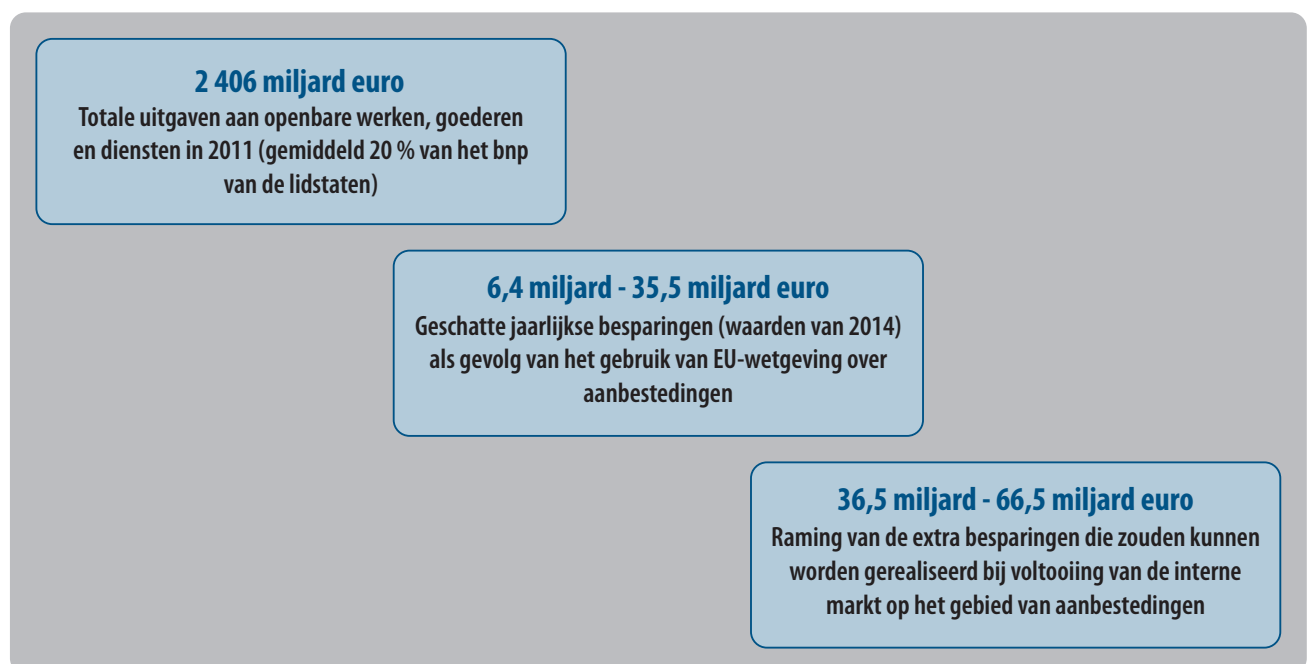 2 406 miljard euro
Totale uitgaven aan openbare werken, goederen
en diensten in 2011 (gemiddeld 20 % van het bnp
van de lidstaten)
6,4 miljard - 35,5 miljard euro
Geschatte jaarlijkse besparingen (waarden van 2014)
als gevolg van het gebruik van EU-wetgeving over
aanbestedingen
36,5 miljard - 66,5 miljard euro
Raming van de extra besparingen die zouden kunnen
worden gerealiseerd bij voltooiing van de interne
markt op het gebied van aanbestedingen